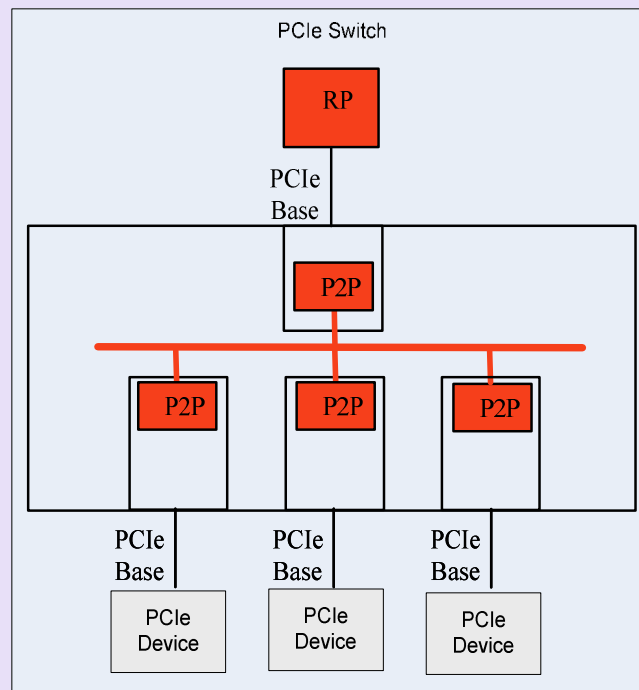 PCIe Switch
RP
PCIe
Base
P2P
P2P
P2P
P2P
PCIe
Base
PCIe
Base
PCIe
Base
PCIe
Device
PCIe
Device
PCIe
Device